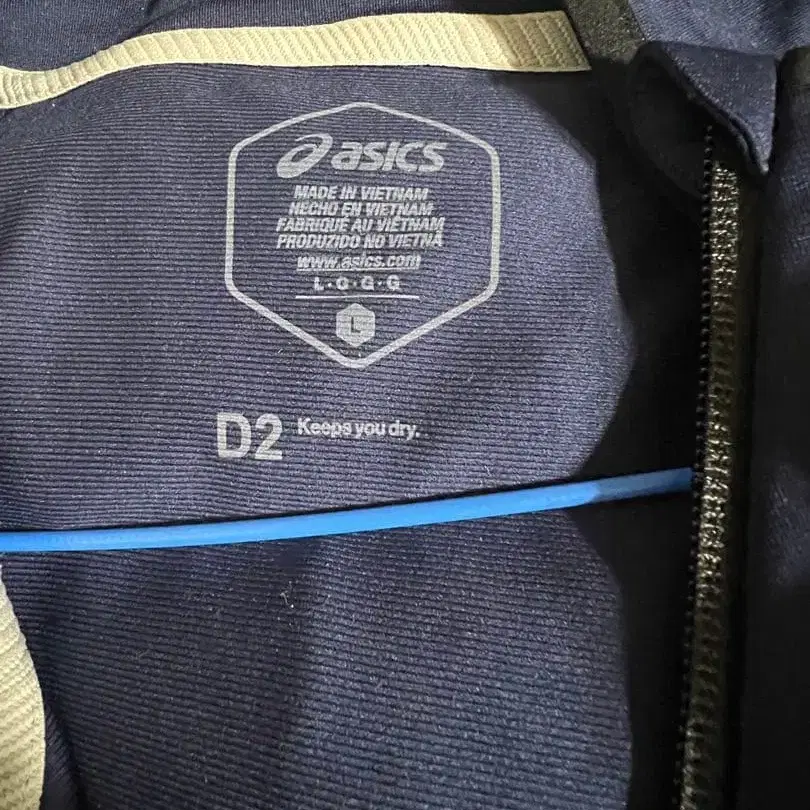 asics
MADE IN VIETNAM
HECHO EN VIETNAM
FABRIQUÉ AU VIÊTNAM
PRODUZIDO NO VIETNÃ
www.asics.com
L·G·G·G
L
D2 Keeps you dry.